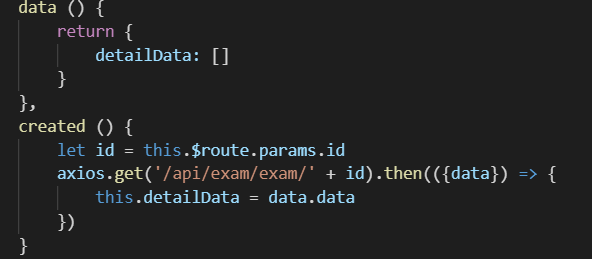 data () {
    return {
        detailData: []
    }
},
created () {
    let id = this.$route.params.id
    axios.get('/api/exam/exam/' + id).then(({data}) => {
        this.detailData = data.data
    })
}